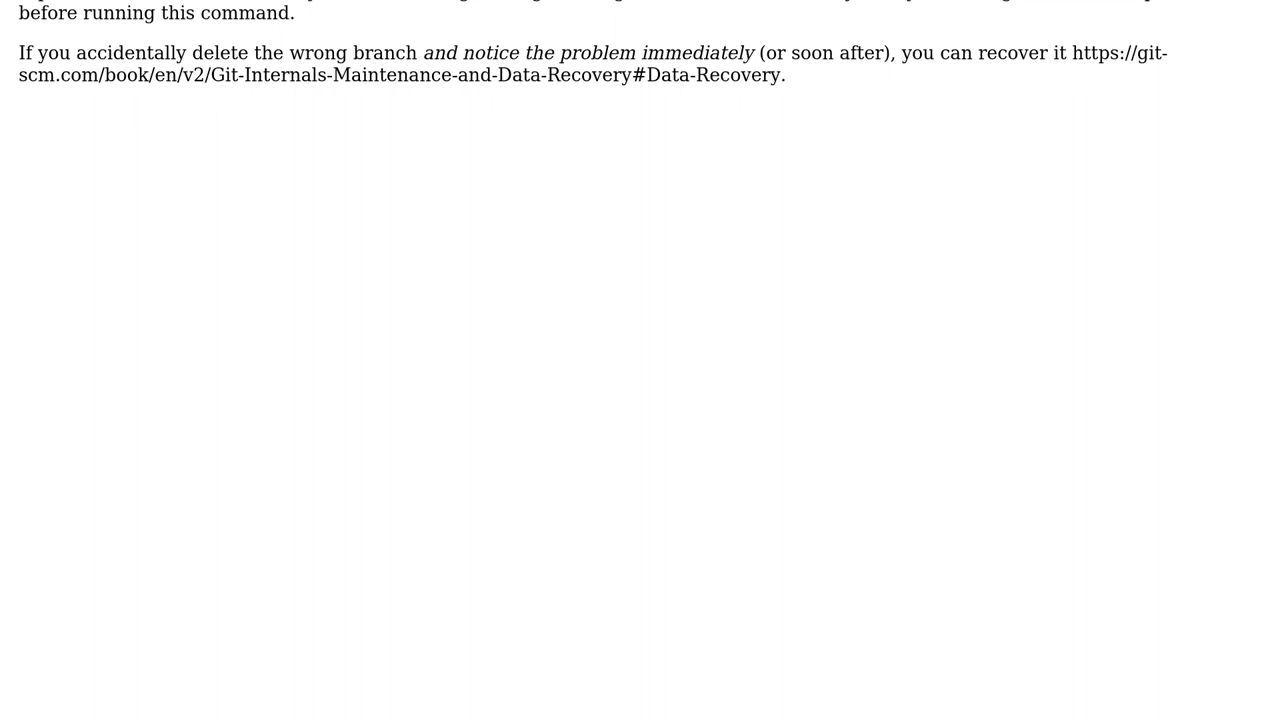 before running this command.
If you accidentally delete the wrong branch and notice the problem immediately (or soon after), you can recover it https://git-
scm.com/book/en/v2/Git-Internals-Maintenance-and-Data-Recovery#Data-Recovery.